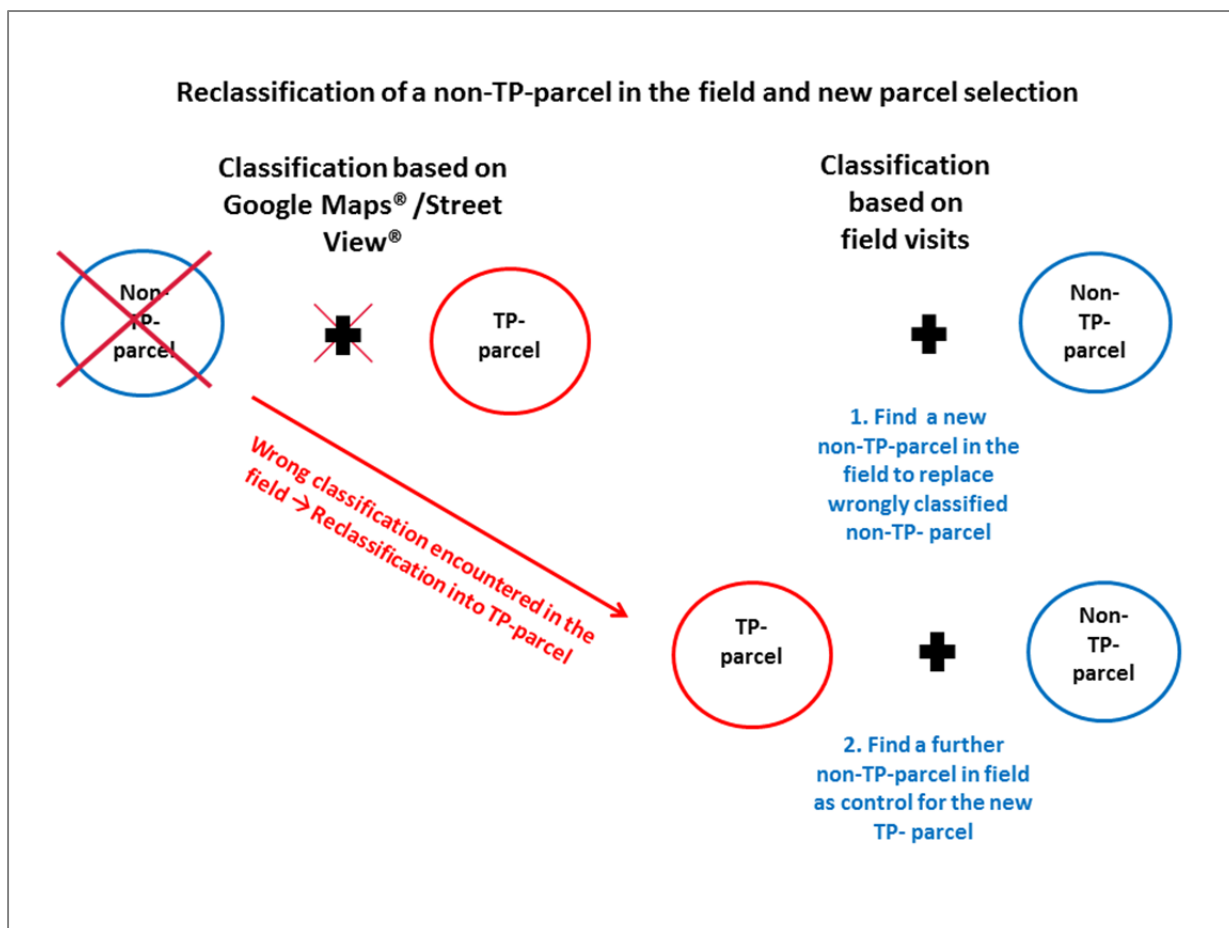 Reclassification of a non-TP-parcel in the field and new parcel selection
Classification based on
Google Maps® /Street
View®
Classification
based on
field visits
Non-
TP-
parcel
TP-
parcel
Non-
TP-
parcel
1. Find a new
non-TP-parcel in the
field to replace
wrongly classified
non-TP- parcel
Wrong classification encountered in the
field → Reclassification into TP-parcel
TP-
parcel
Non-
TP-
parcel
2. Find a further
non-TP-parcel in field
as control for the new
TP- parcel